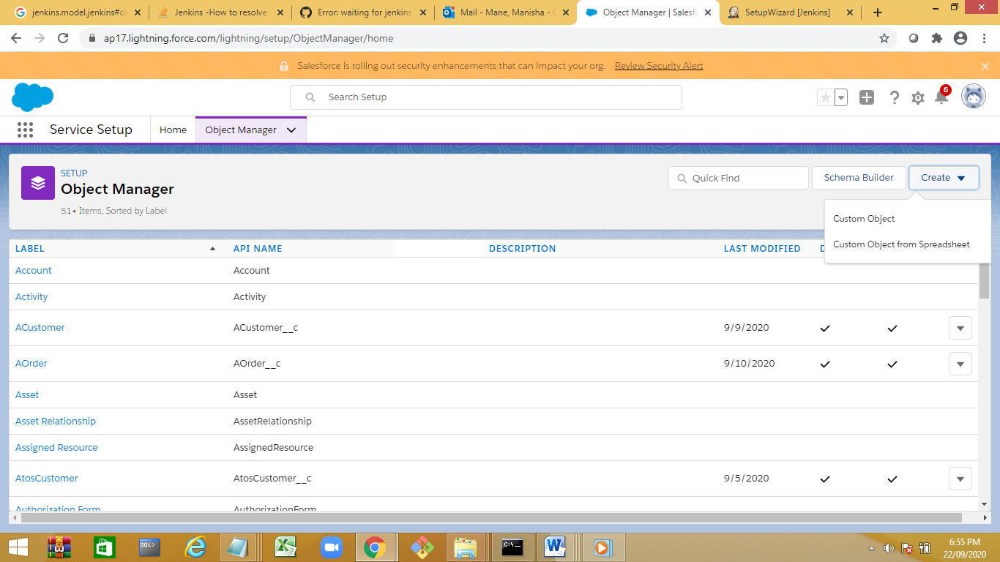 jenkins.model.jenkins#cl
Jenkins -How to resolve
Error: waiting for jenkins
Mail - Mane, Manisha - O
Object Manager | Salesfo
SetupWizard [Jenkins]
ap17.lightning.force.com/lightning/setup/ObjectManager/home
Salesforce is rolling out security enhancements that can impact your org. Review Security Alert
Search Setup
6
Service Setup
Home
Object Manager
SETUP
Object Manager
51+ Items, Sorted by Label
Quick Find
Schema Builder
Create
Custom Object
Custom Object from Spreadsheet
LABEL API NAME DESCRIPTION LAST MODIFIED D
Account Account
Activity Activity
ACustomer ACustomer__c 9/9/2020
AOrder AOrder__c 9/10/2020
Asset Asset
Asset Relationship AssetRelationship
Assigned Resource AssignedResource
AtosCustomer AtosCustomer__c 9/5/2020
Authorization Form AuthorizationForm
SQL>
C:\.
6:55 PM
22/09/2020